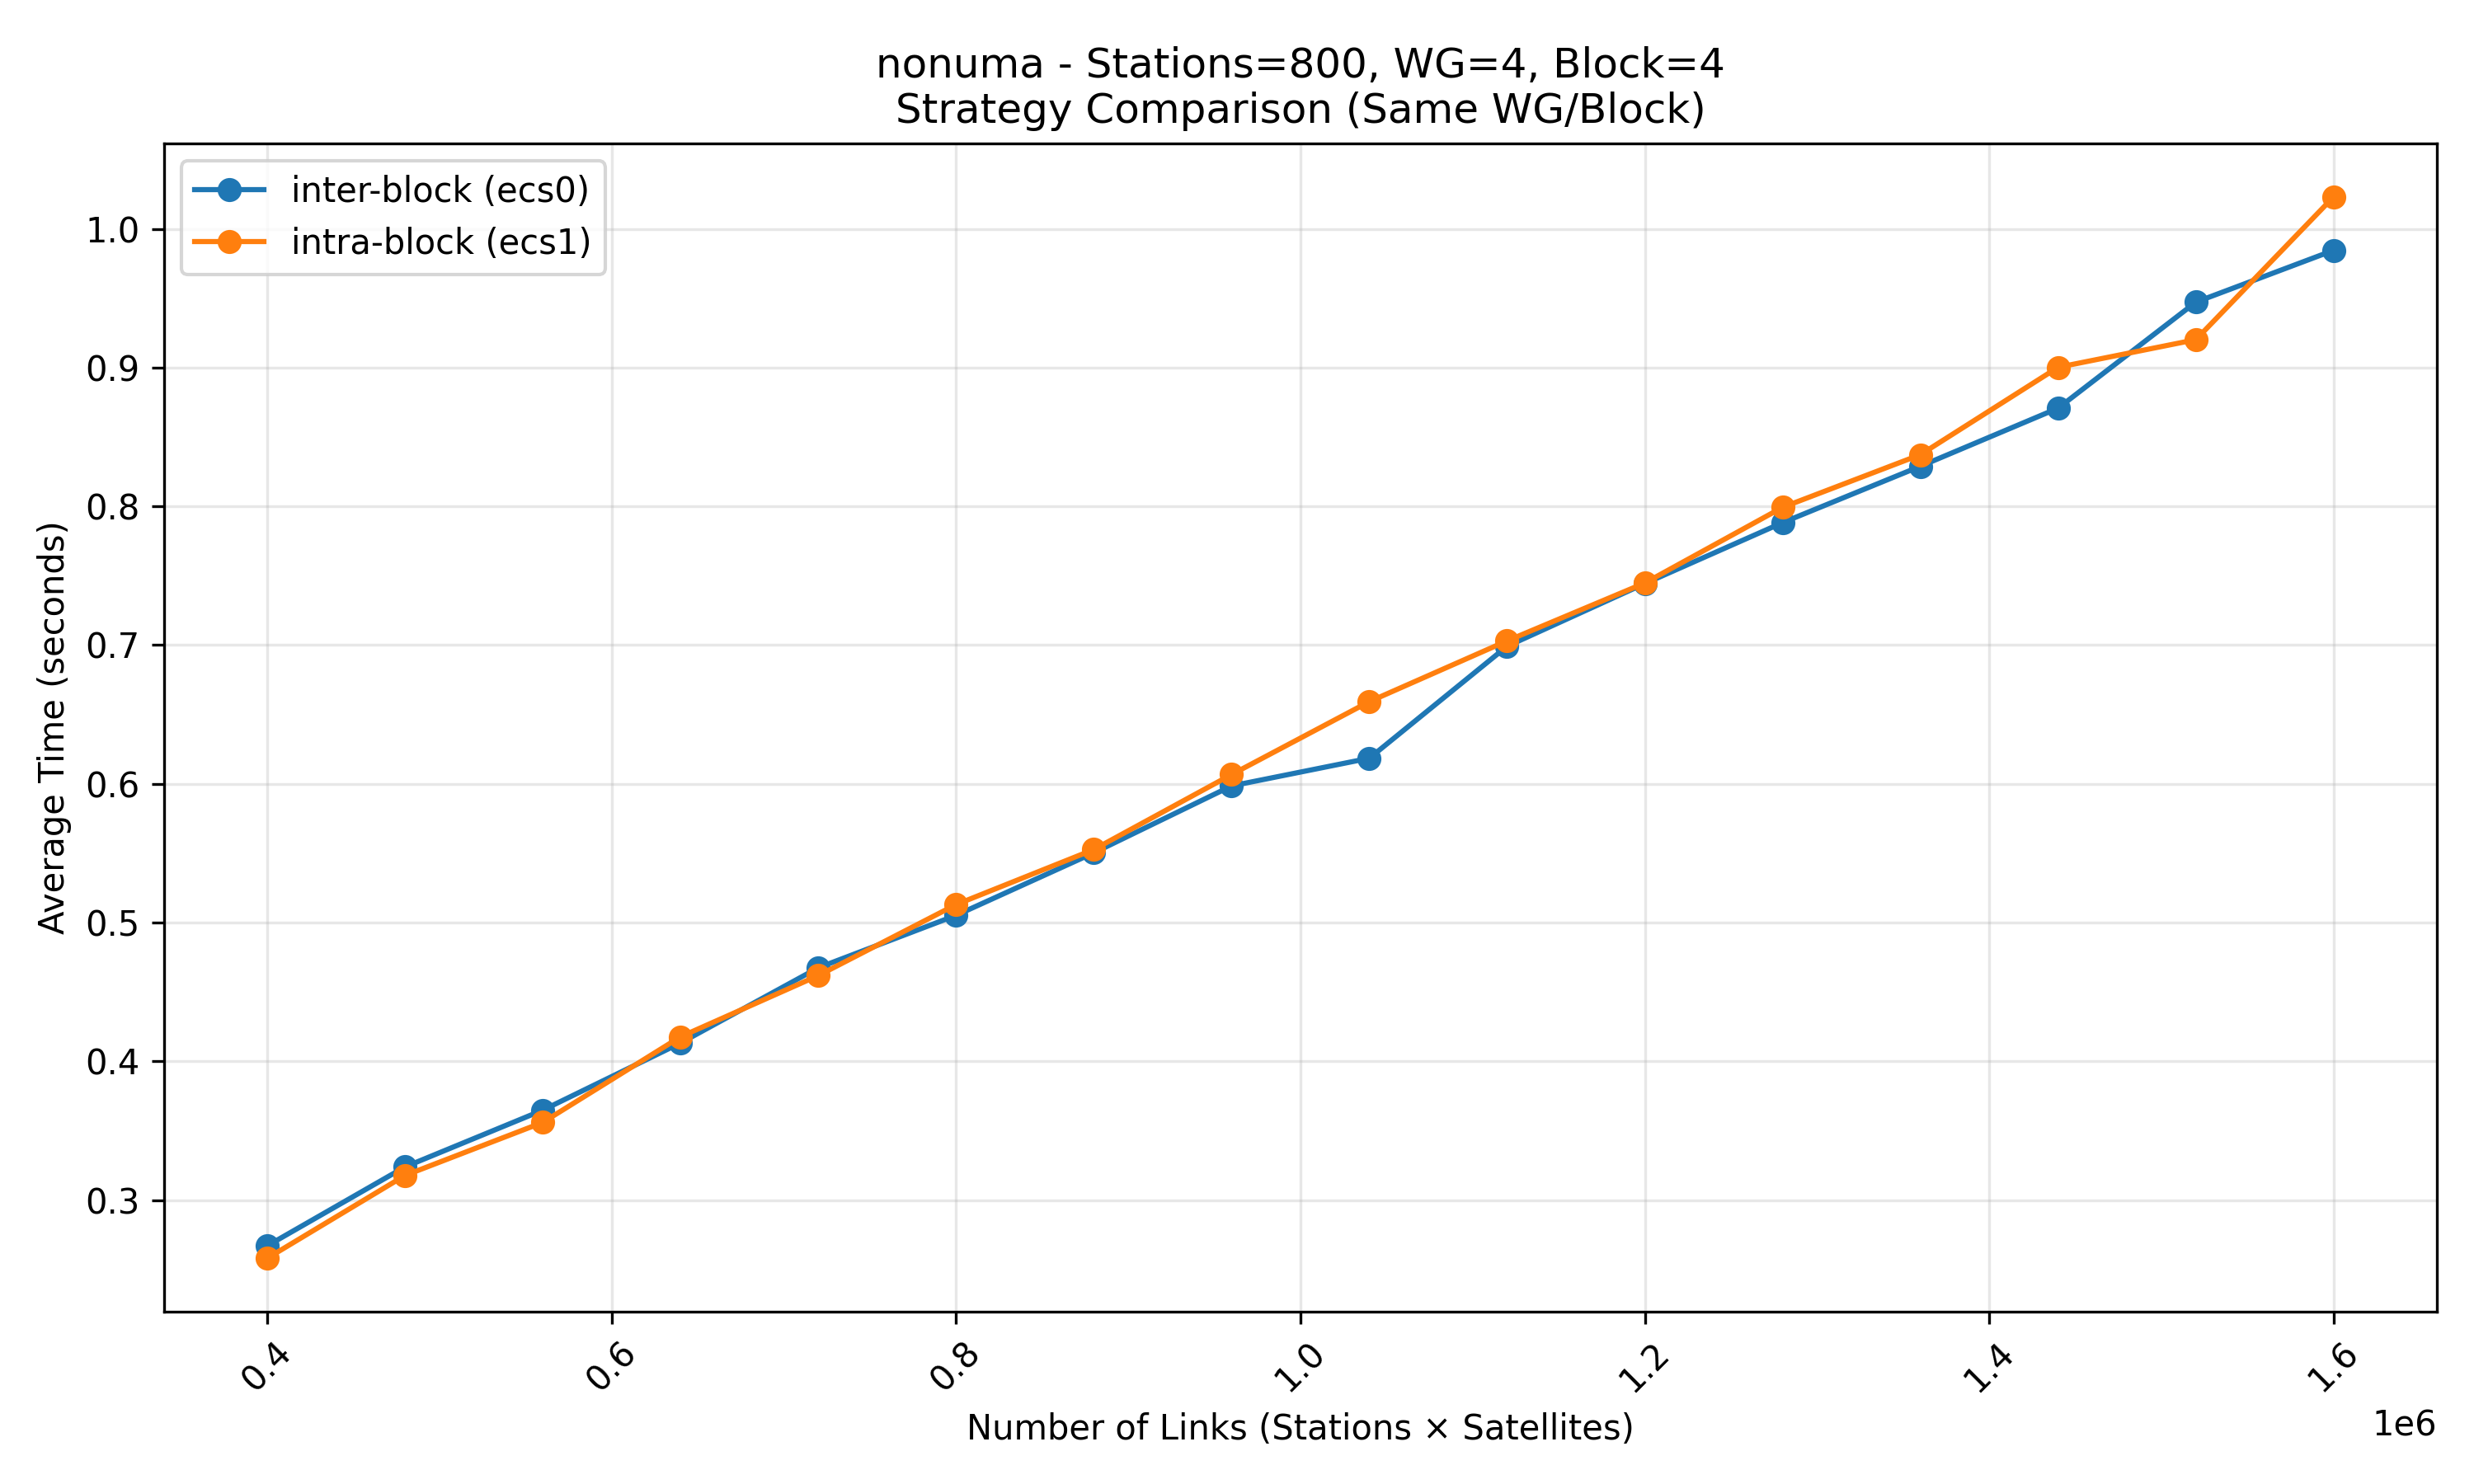 nonuma - Stations=800, WG=4, Block=4
Strategy Comparison (Same WG/Block)
inter-block (ecs0)
intra-block (ecs1)
Average Time (seconds)
1.0
0.9
0.8
0.7
0.6
0.5
0.4
0.3
0.4
0.6
0.8
1.0
1.2
1.4
1.6
1e6
Number of Links (Stations × Satellites)